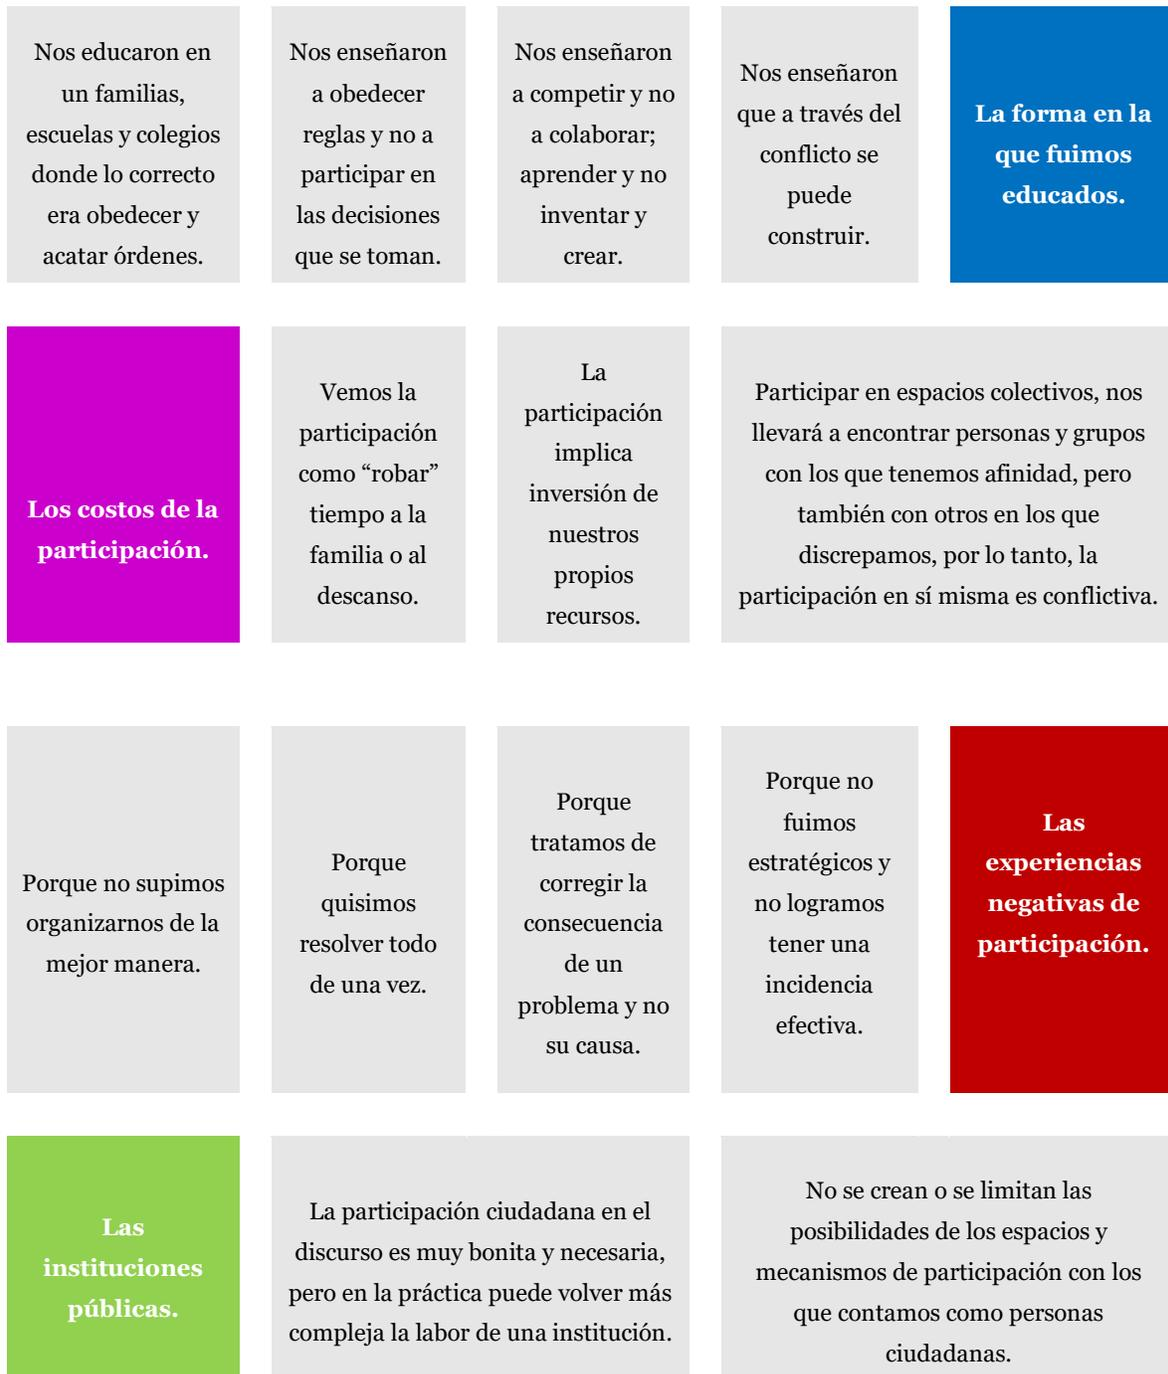 Nos educaron en
un familias,
escuelas y colegios
donde lo correcto
era obedecer y
acatar órdenes.
Nos enseñaron
a obedecer
reglas y no a
participar en
las decisiones
que se toman.
Nos enseñaron
a competir y no
a colaborar;
aprender y no
inventar y
crear.
Nos enseñaron
que a través del
conflicto se
puede
construir.
La forma en la
que fuimos
educados.
Los costos de la
participación.
Vemos la
participación
como “robar”
tiempo a la
familia o al
descanso.
La
participación
implica
inversión de
nuestros
propios
recursos.
Participar en espacios colectivos, nos
llevará a encontrar personas y grupos
con los que tenemos afinidad, pero
también con otros en los que
discrepamos, por lo tanto, la
participación en sí misma es conflictiva.
Porque no supimos
organizarnos de la
mejor manera.
Porque
quisimos
resolver todo
de una vez.
Porque
tratamos de
corregir la
consecuencia
de un
problema y no
su causa.
Porque no
fuimos
estratégicos y
no logramos
tener una
incidencia
efectiva.
Las
experiencias
negativas de
participación.
Las
instituciones
públicas.
La participación ciudadana en el
discurso es muy bonita y necesaria,
pero en la práctica puede volver más
compleja la labor de una institución.
No se crean o se limitan las
posibilidades de los espacios y
mecanismos de participación con los
que contamos como personas
ciudadanas.